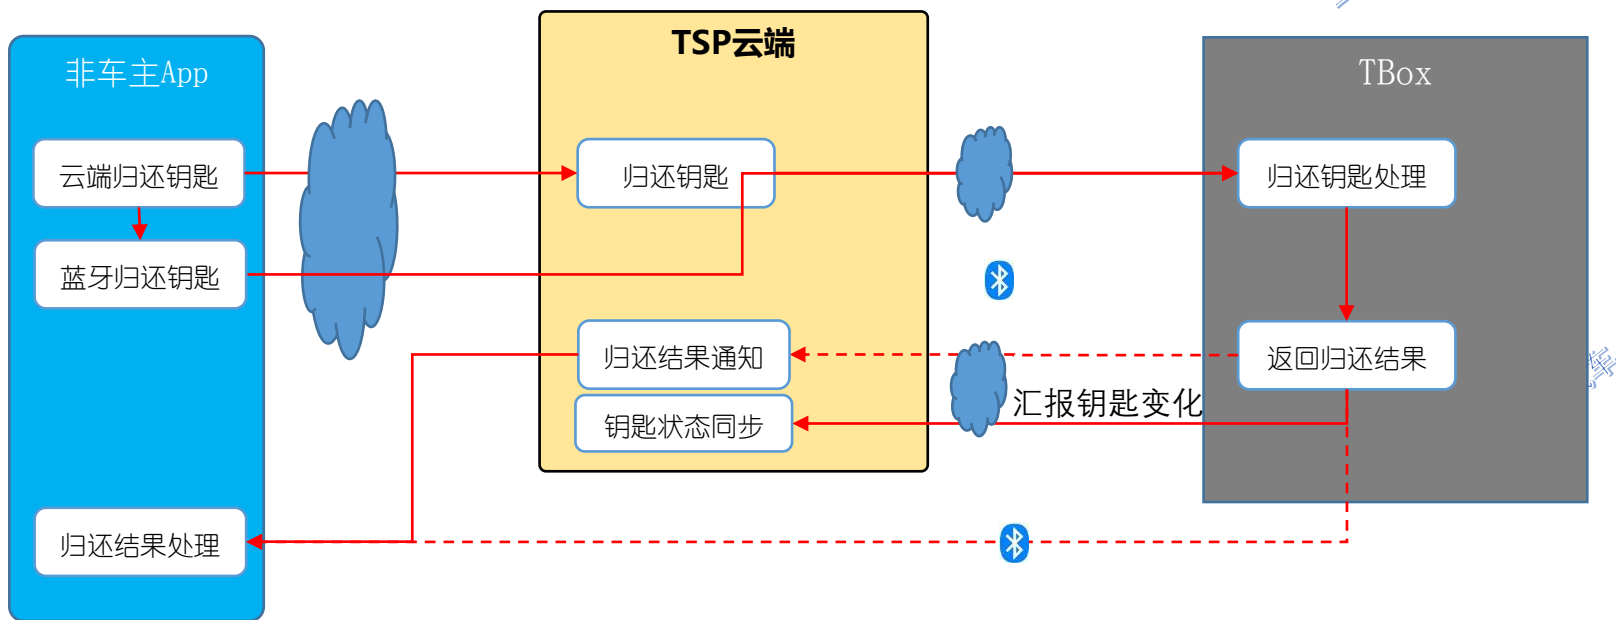 非车主App
TSP云端
TBox
云端归还钥匙
归还钥匙
归还钥匙处理
蓝牙归还钥匙
归还结果通知
返回归还结果
汇报钥匙变化
钥匙状态同步
归还结果处理